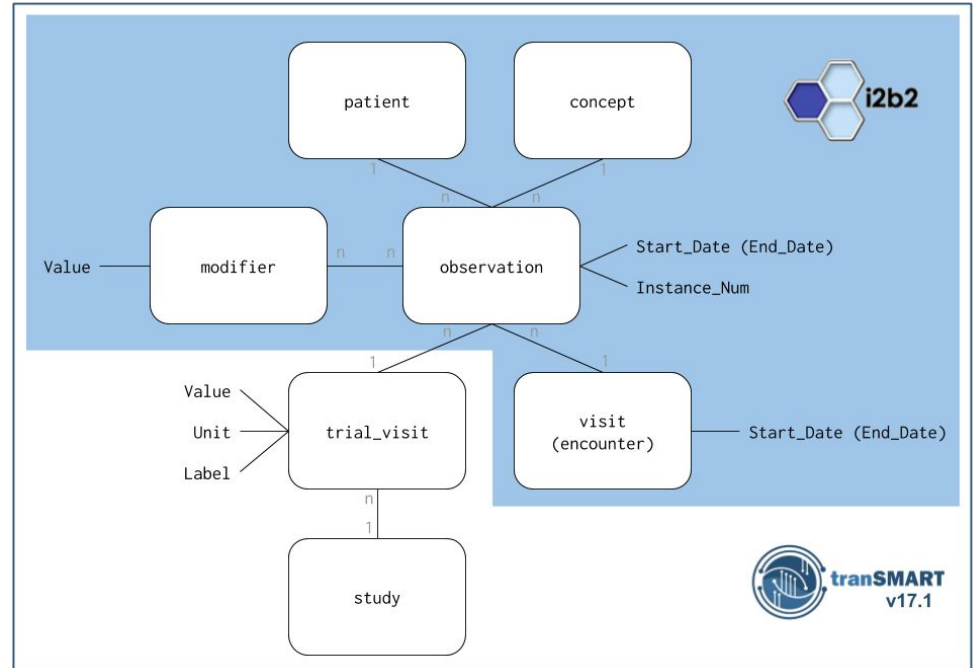 patient
concept
i2b2
1
1
n
n
Value
modifier
n
n
observation
Start_Date (End_Date)
Instance_Num
n
n
1
1
Value
Unit
Label
trial_visit
visit
(encounter)
Start_Date (End_Date)
n
1
study
tranSMART
v17.1